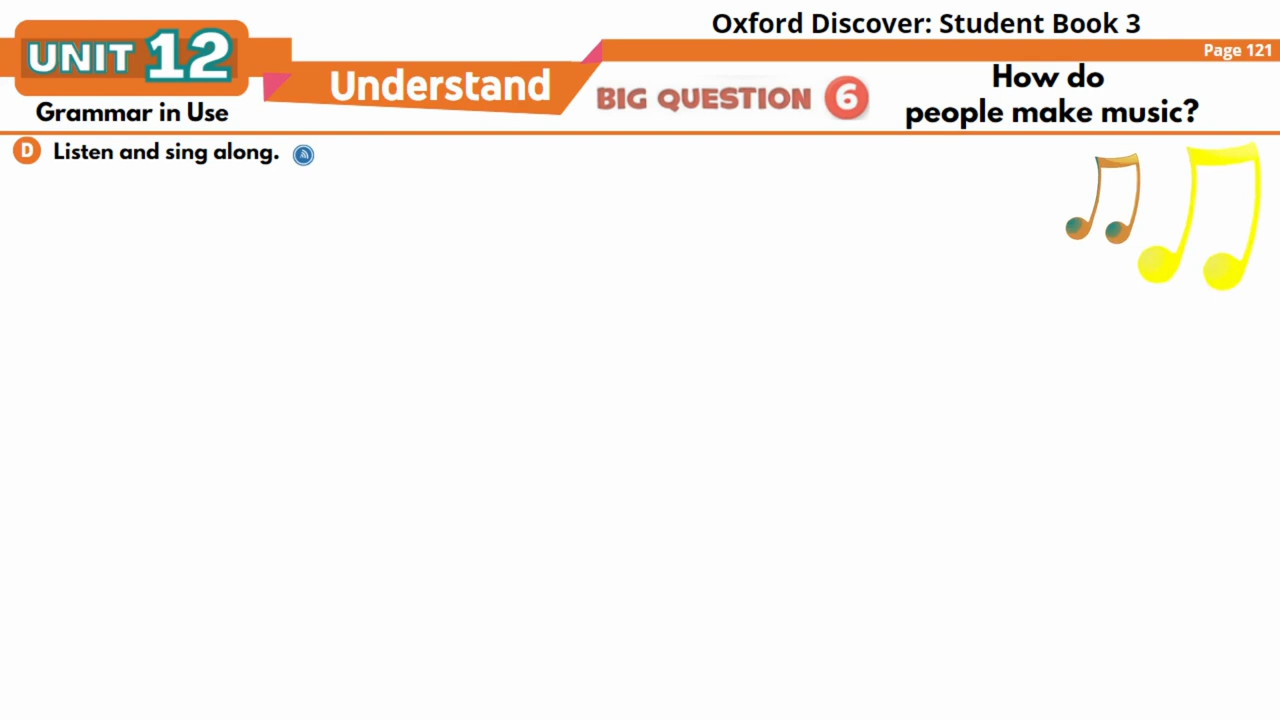 Oxford Discover: Student Book 3
Page 121
UNIT 12
Understand
BIG QUESTION 6
How do
people make music?
Grammar in Use
D Listen and sing along.